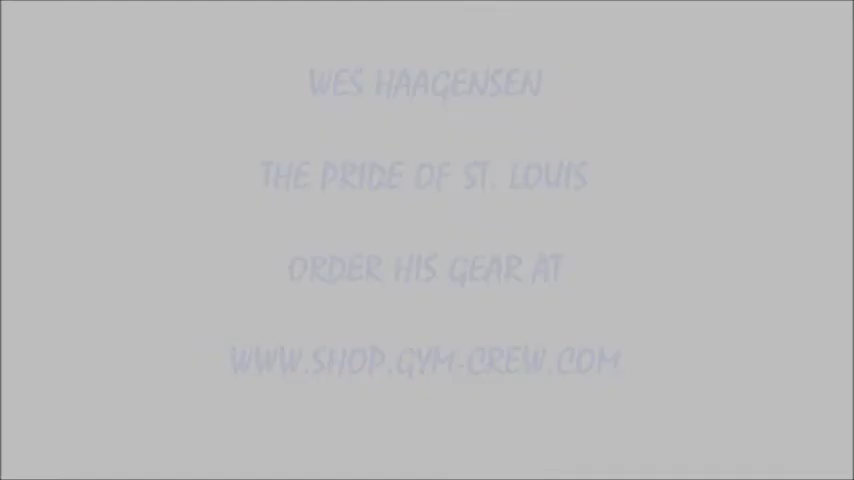 WES HAAGENSEN
THE PRIDE OF ST. LOUIS
ORDER HIS GEAR AT
WWW.SHOP.GYM-CREW.COM